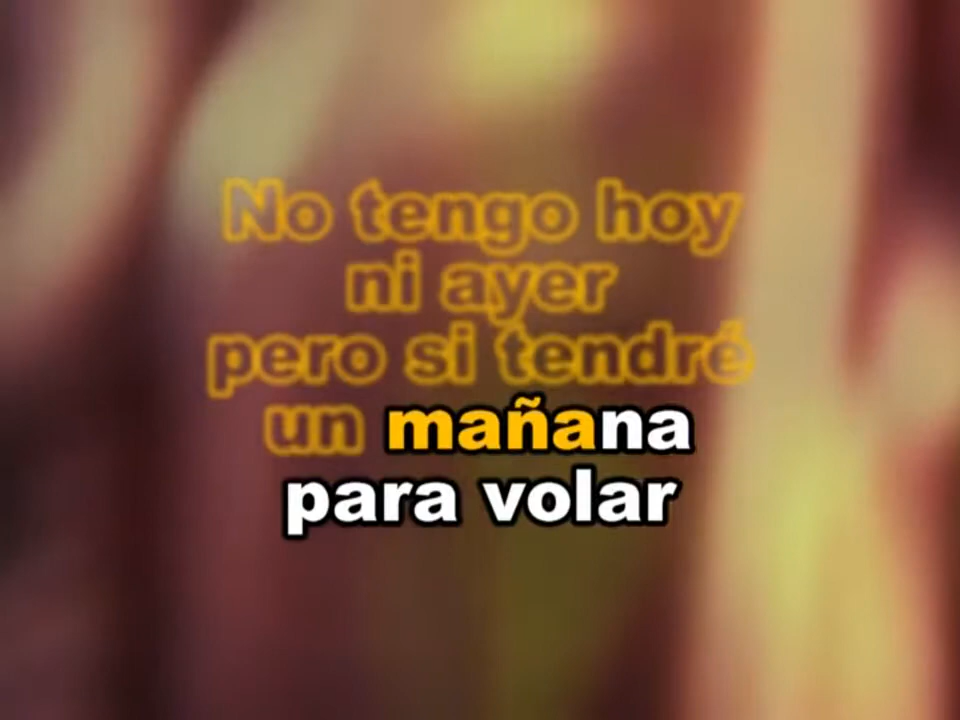 No tengo hoy
ni ayer
pero si tendré
un mañana
para volar